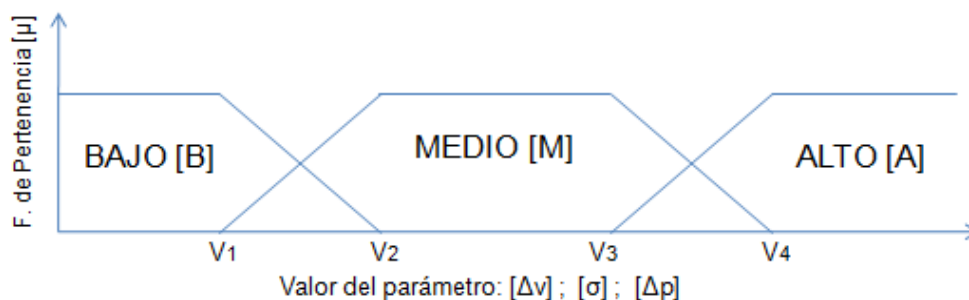 F. de Pertenencia [µ]
BAJO [B]
MEDIO [M]
ALTO [A]
V1
V2
V3
V4
Valor del parámetro: [Δv] ; [σ] ; [Δp]